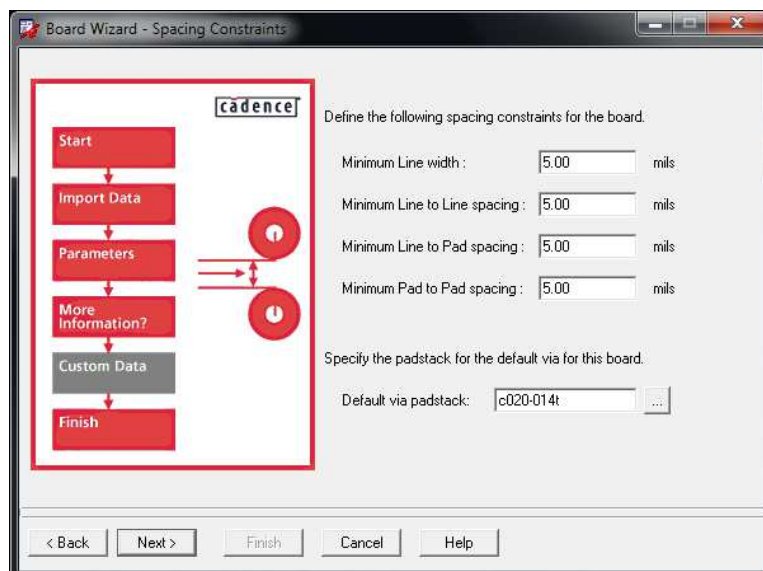 Board Wizard - Spacing Constraints
cādence
Start
Import Data
Parameters
More
Information?
Custom Data
Finish
Define the following spacing constraints for the board.
Minimum Line width : 5.00 mils
Minimum Line to Line spacing : 5.00 mils
Minimum Line to Pad spacing : 5.00 mils
Minimum Pad to Pad spacing : 5.00 mils
Specify the padstack for the default via for this board.
Default via padstack: c020-014t ...
< Back Next > Finish Cancel Help